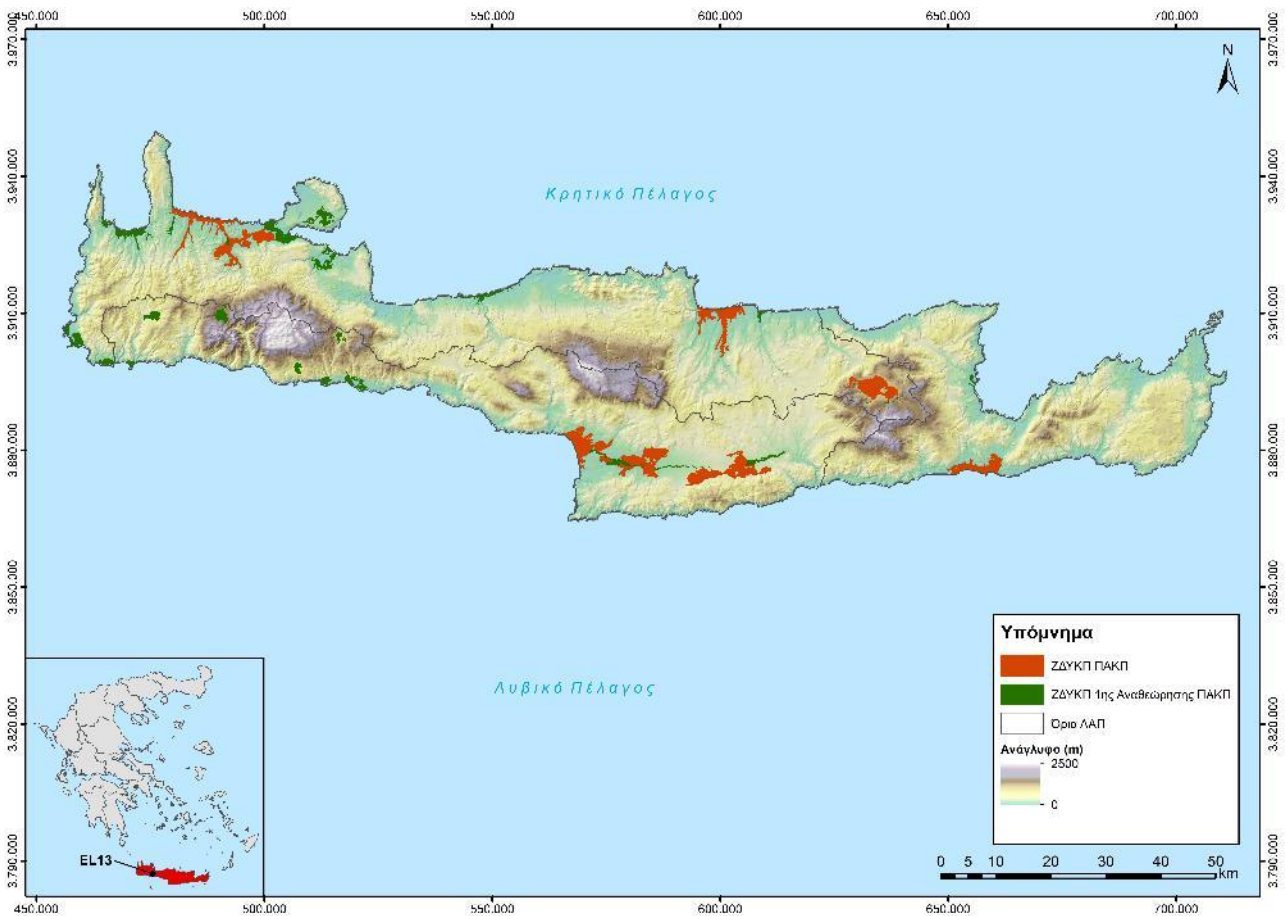 450.000 500.000 550.000 600.000 650.000 700.000
3.970.000 3.970.000
N
3.940.000 3.940.000
Κρητικό Πέλαγος
3.910.000 3.910.000
3.880.000 3.880.000
3.850.000 3.850.000
Υπόμνημα
ΖΔΥΚΠ ΠΑΚΠ
Λυβικό Πέλαγος
ΖΔΥΚΠ 1ης Αναθεώρησης ΠΑΚΠ
3.820.000 3.820.000
Όριο ΛΑΠ
Ανάγλυφο (m)
2500
0
EL13
3.790.000 3.790.000
0 5 10 20 30 40 50
km
450.000 500.000 550.000 600.000 650.000 700.000